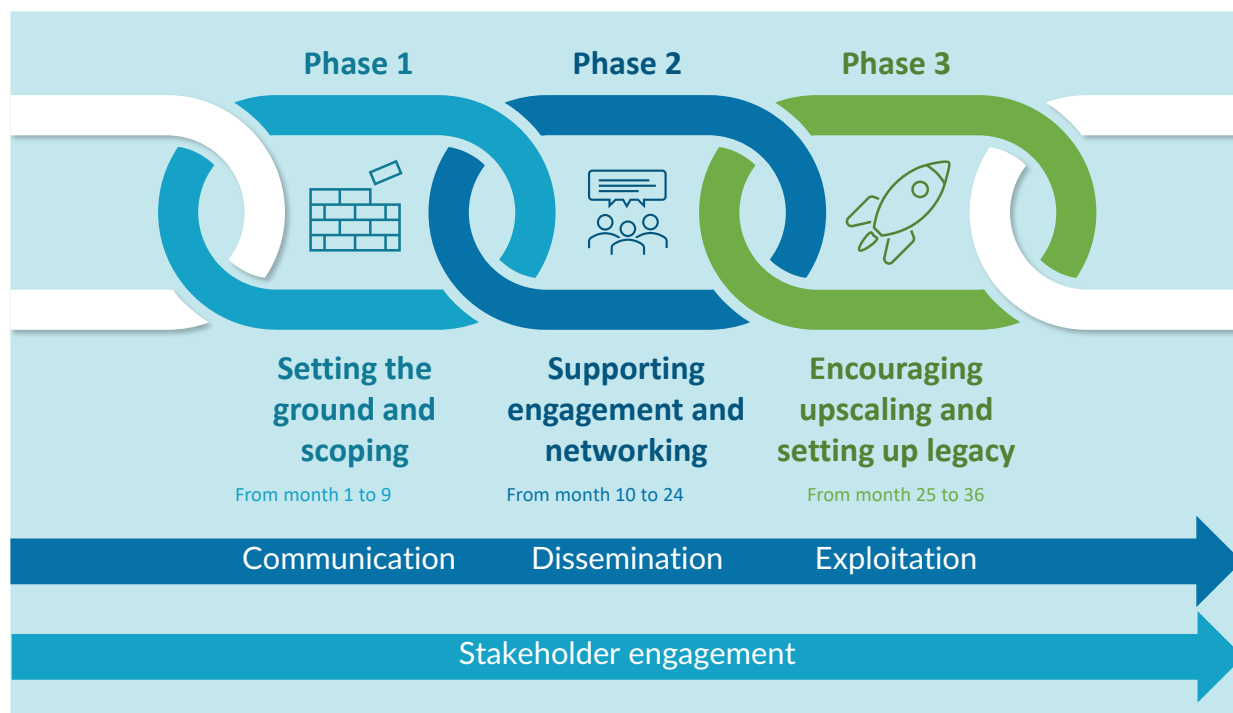 Phase 1
Phase 2
Phase 3
Setting the
ground and
scoping
From month 1 to 9
Supporting
engagement and
networking
From month 10 to 24
Encouraging
upscaling and
setting up legacy
From month 25 to 36
Communication
Dissemination
Exploitation
Stakeholder engagement